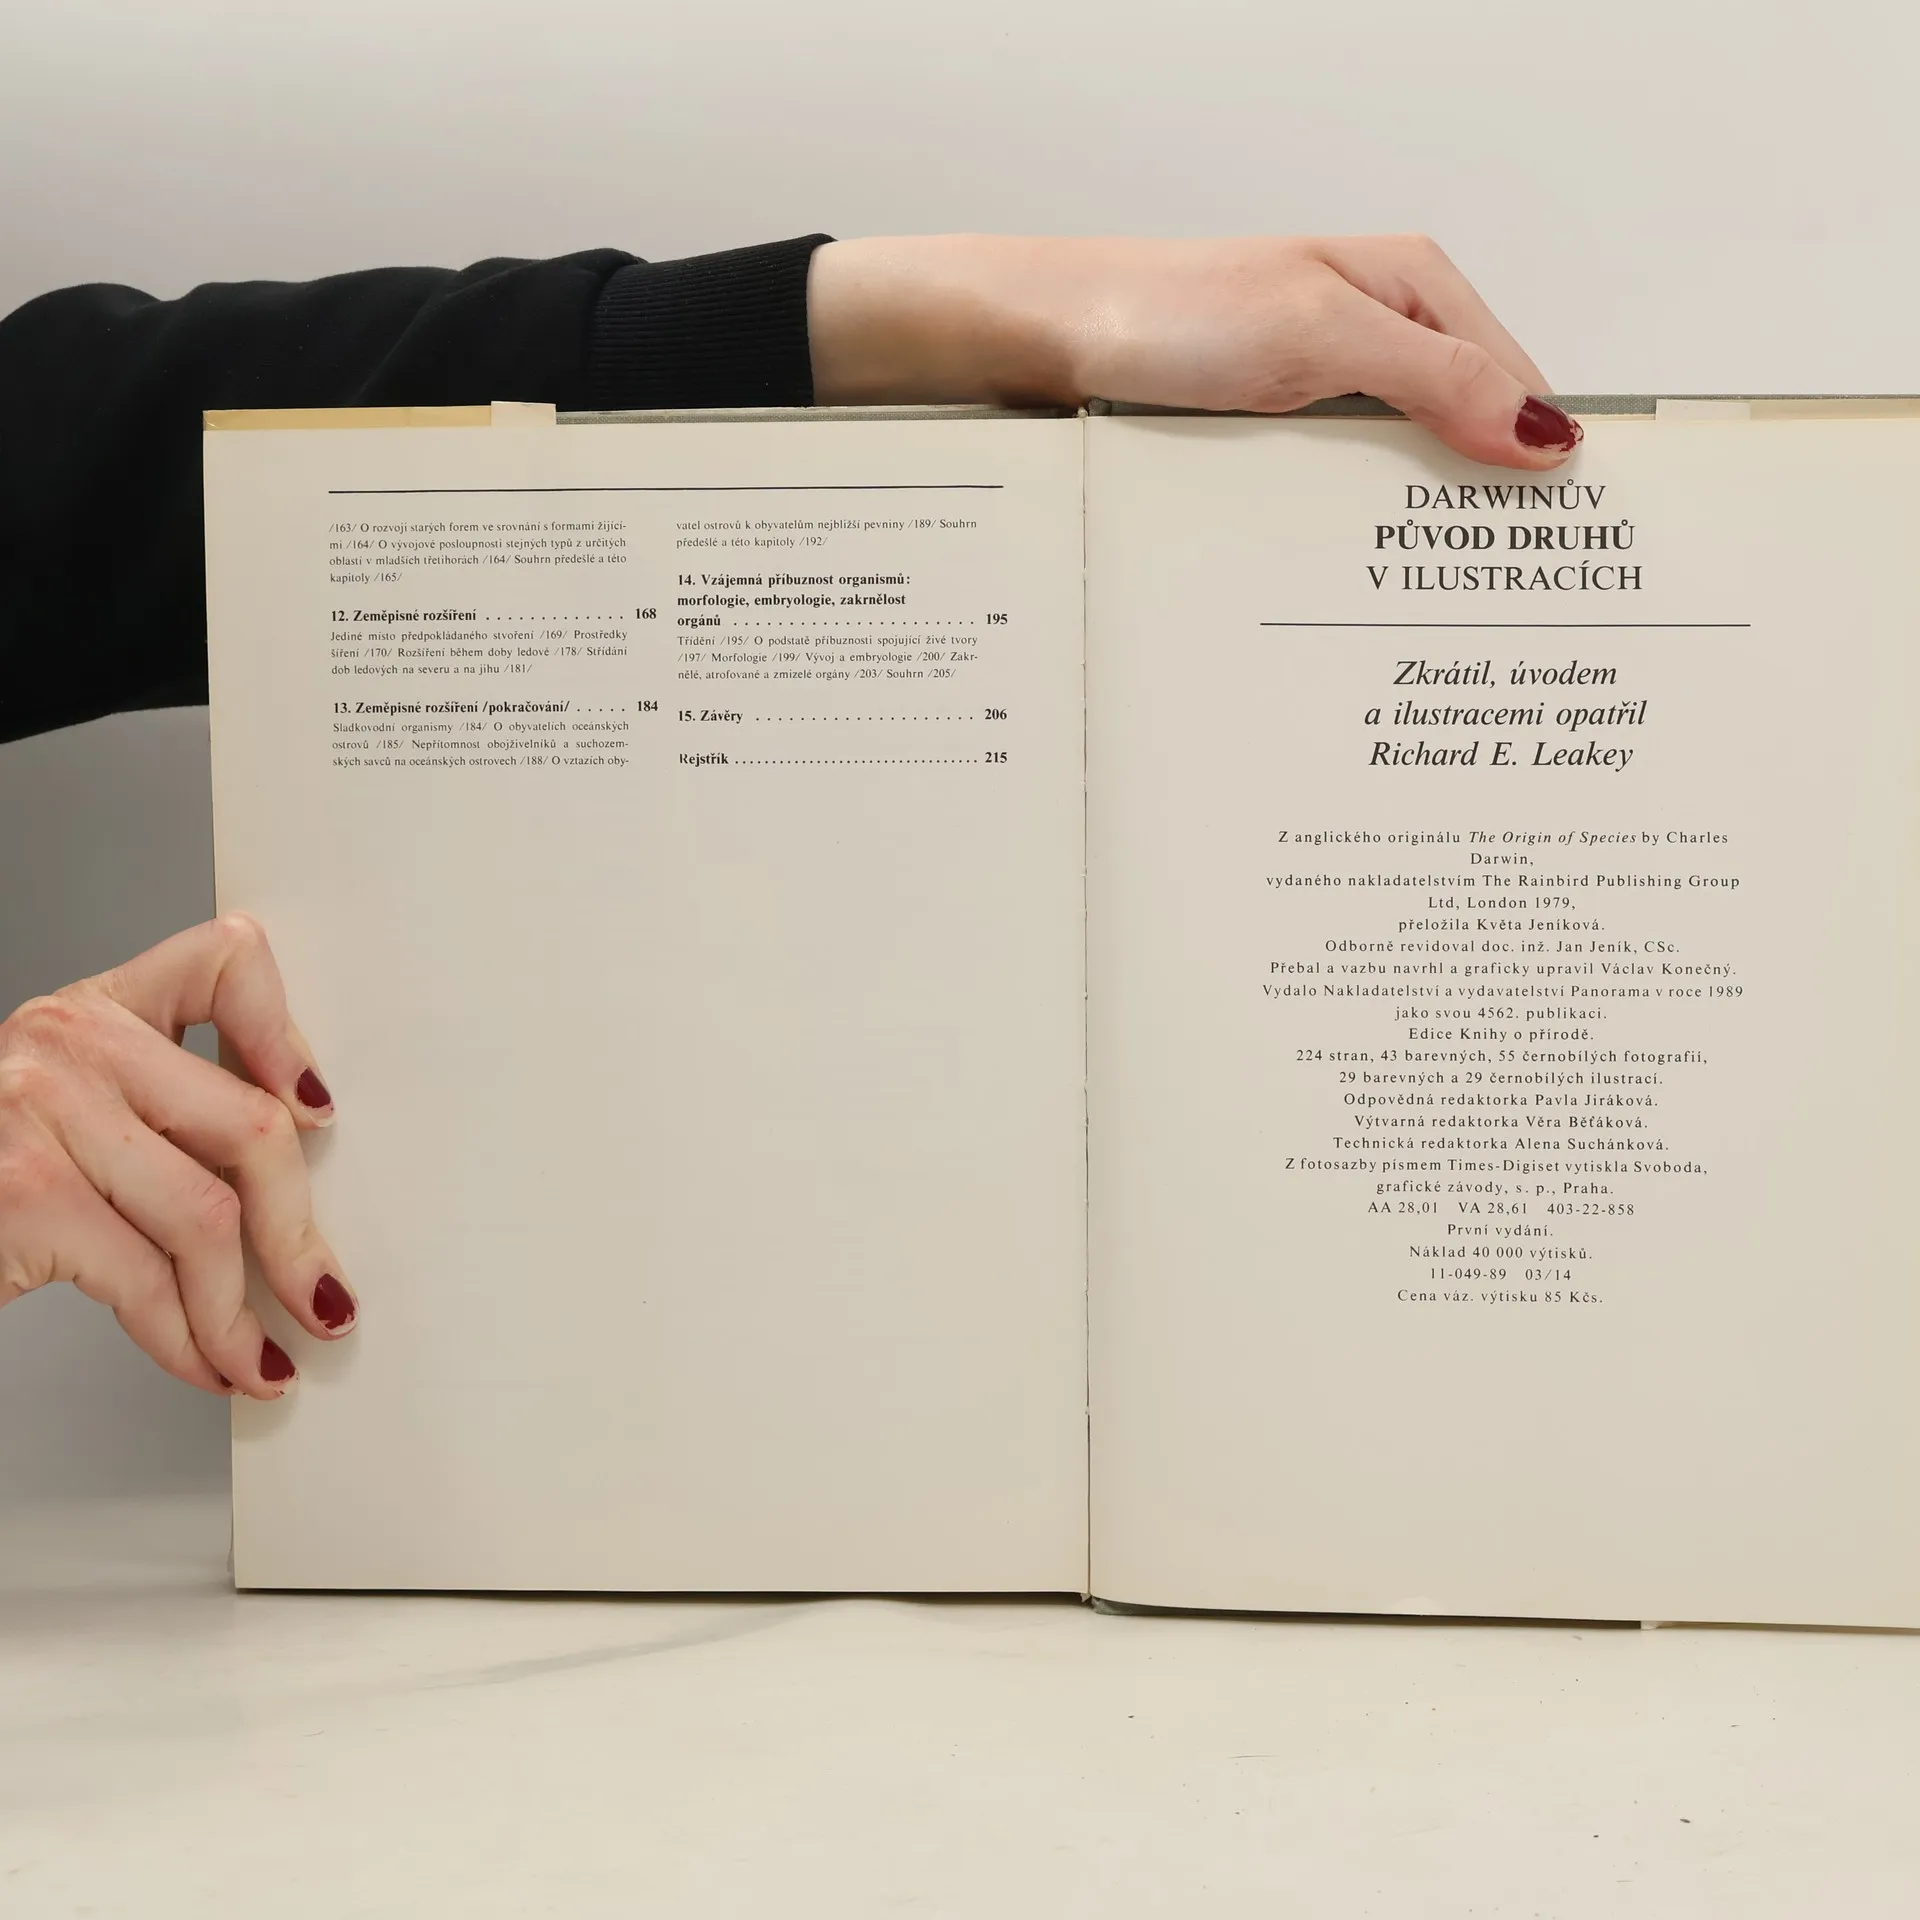 /163/ O rozvoji starých forem ve srovnání s formami žijící-
mi /164/ O vývojové posloupnosti stejných typů z určitých
oblastí v mladších třetihorách /164/ Souhrn předešlé a této
kapitoly /165/
12. Zeměpisné rozšíření . . . . . . . . . . . . . 168
Jediné místo předpokládaného stvoření /169/ Prostředky
šíření /170/ Rozšíření během doby ledové /178/ Střídání
dob ledových na severu a na jihu /181/
13. Zeměpisné rozšíření /pokračování/ . . . . . 184
Sladkovodní organismy /184/ O obyvatelích oceánských
ostrovů /185/ Nepřítomnost obojživelníků a suchozem-
ských savců na oceánských ostrovech /188/ O vztazích oby-
vatel ostrovů k obyvatelům nejbližší pevniny /189/ Souhrn
předešlé a této kapitoly /192/
14. Vzájemná příbuznost organismů:
morfologie, embryologie, zakrnělost
orgánů . . . . . . . . . . . . . . . . . . . . . . . 195
Třídění /195/ O podstatě příbuznosti spojující živé tvory
/197/ Morfologie /199/ Vývoj a embryologie /200/ Zakr-
nělé, atrofované a zmizelé orgány /203/ Souhrn /205/
15. Závěry . . . . . . . . . . . . . . . . . . . . . 206
Rejstřík . . . . . . . . . . . . . . . . . . . . . . . . . . . . . . 215
DARWINŮV
PŮVOD DRUHŮ
V ILUSTRACÍCH
Zkrátil, úvodem
a ilustracemi opatřil
Richard E. Leakey
Z anglického originálu The Origin of Species by Charles
Darwin,
vydaného nakladatelstvím The Rainbird Publishing Group
Ltd, London 1979,
přeložila Květa Jeníková.
Odborně revidoval doc. inž. Jan Jeník, CSc.
Přebal a vazbu navrhl a graficky upravil Václav Konečný.
Vydalo Nakladatelství a vydavatelství Panorama v roce 1989
jako svou 4562. publikaci.
Edice Knihy o přírodě.
224 stran, 43 barevných, 55 černobílých fotografií,
29 barevných a 29 černobílých ilustrací.
Odpovědná redaktorka Pavla Jiráková.
Výtvarná redaktorka Věra Běťáková.
Technická redaktorka Alena Suchánková.
Z fotosazby písmem Times-Digiset vytiskla Svoboda,
grafické závody, s. p., Praha.
AA 28,01 VA 28,61 403-22-858
První vydání.
Náklad 40 000 výtisků.
11-049-89 03/14
Cena váz. výtisku 85 Kčs.